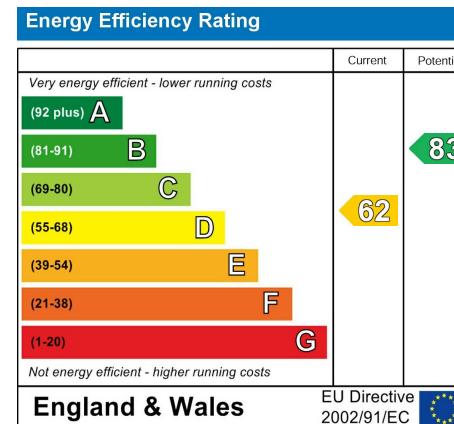 Energy Efficiency Rating
Current Potenti
Very energy efficient - lower running costs
(92 plus) A
(81-91) B
83
(69-80) C
(55-68) D
62
(39-54) E
(21-38) F
(1-20) G
Not energy efficient - higher running costs
England & Wales
EU Directive
2002/91/EC